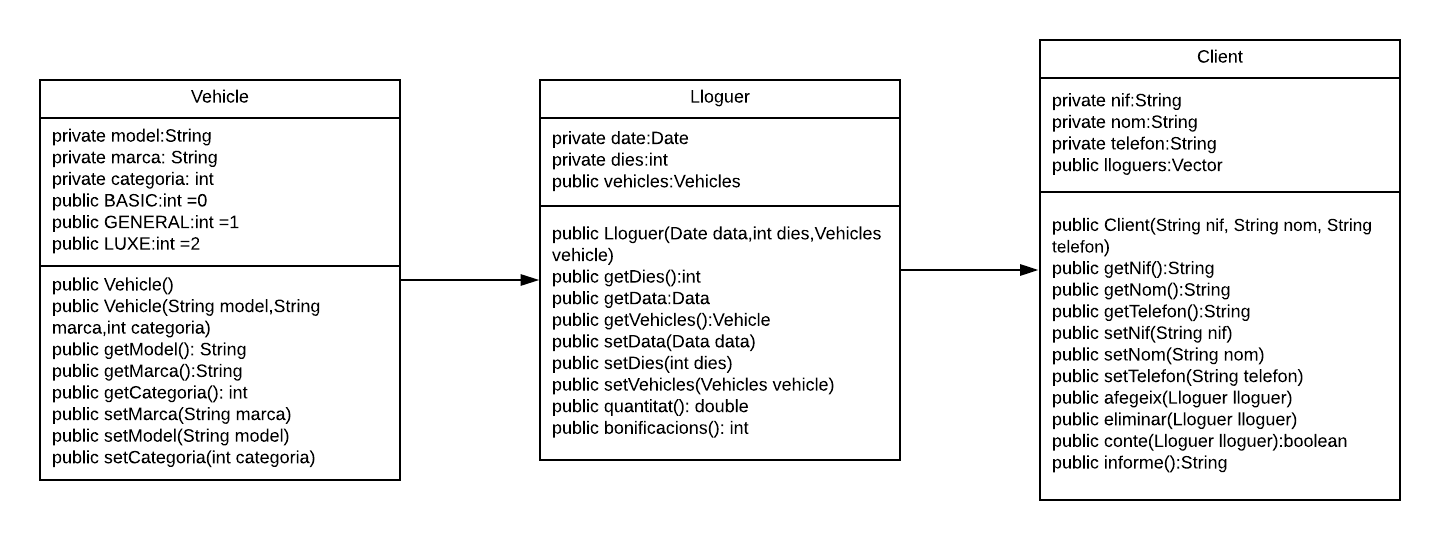 Vehicle
private model:String
private marca: String
private categoria: int
public BASIC:int =0
public GENERAL:int =1
public LUXE:int =2
public Vehicle()
public Vehicle(String model,String
marca,int categoria)
public getModel(): String
public getMarca():String
public getCategoria(): int
public setMarca(String marca)
public setModel(String model)
public setCategoria(int categoria)
Lloguer
private date:Date
private dies:int
public vehicles:Vehicles
public Lloguer(Date data,int dies,Vehicles
vehicle)
public getDies():int
public getData:Data
public getVehicles():Vehicle
public setData(Data data)
public setDies(int dies)
public setVehicles(Vehicles vehicle)
public quantitat(): double
public bonificacions(): int
Client
private nif:String
private nom:String
private telefon:String
public lloguers:Vector
public Client(String nif, String nom, String
telefon)
public getNif():String
public getNom():String
public getTelefon():String
public setNif(String nif)
public setNom(String nom)
public setTelefon(String telefon)
public afegeix(Lloguer lloguer)
public eliminar(Lloguer lloguer)
public conte(Lloguer lloguer):boolean
public informe():String